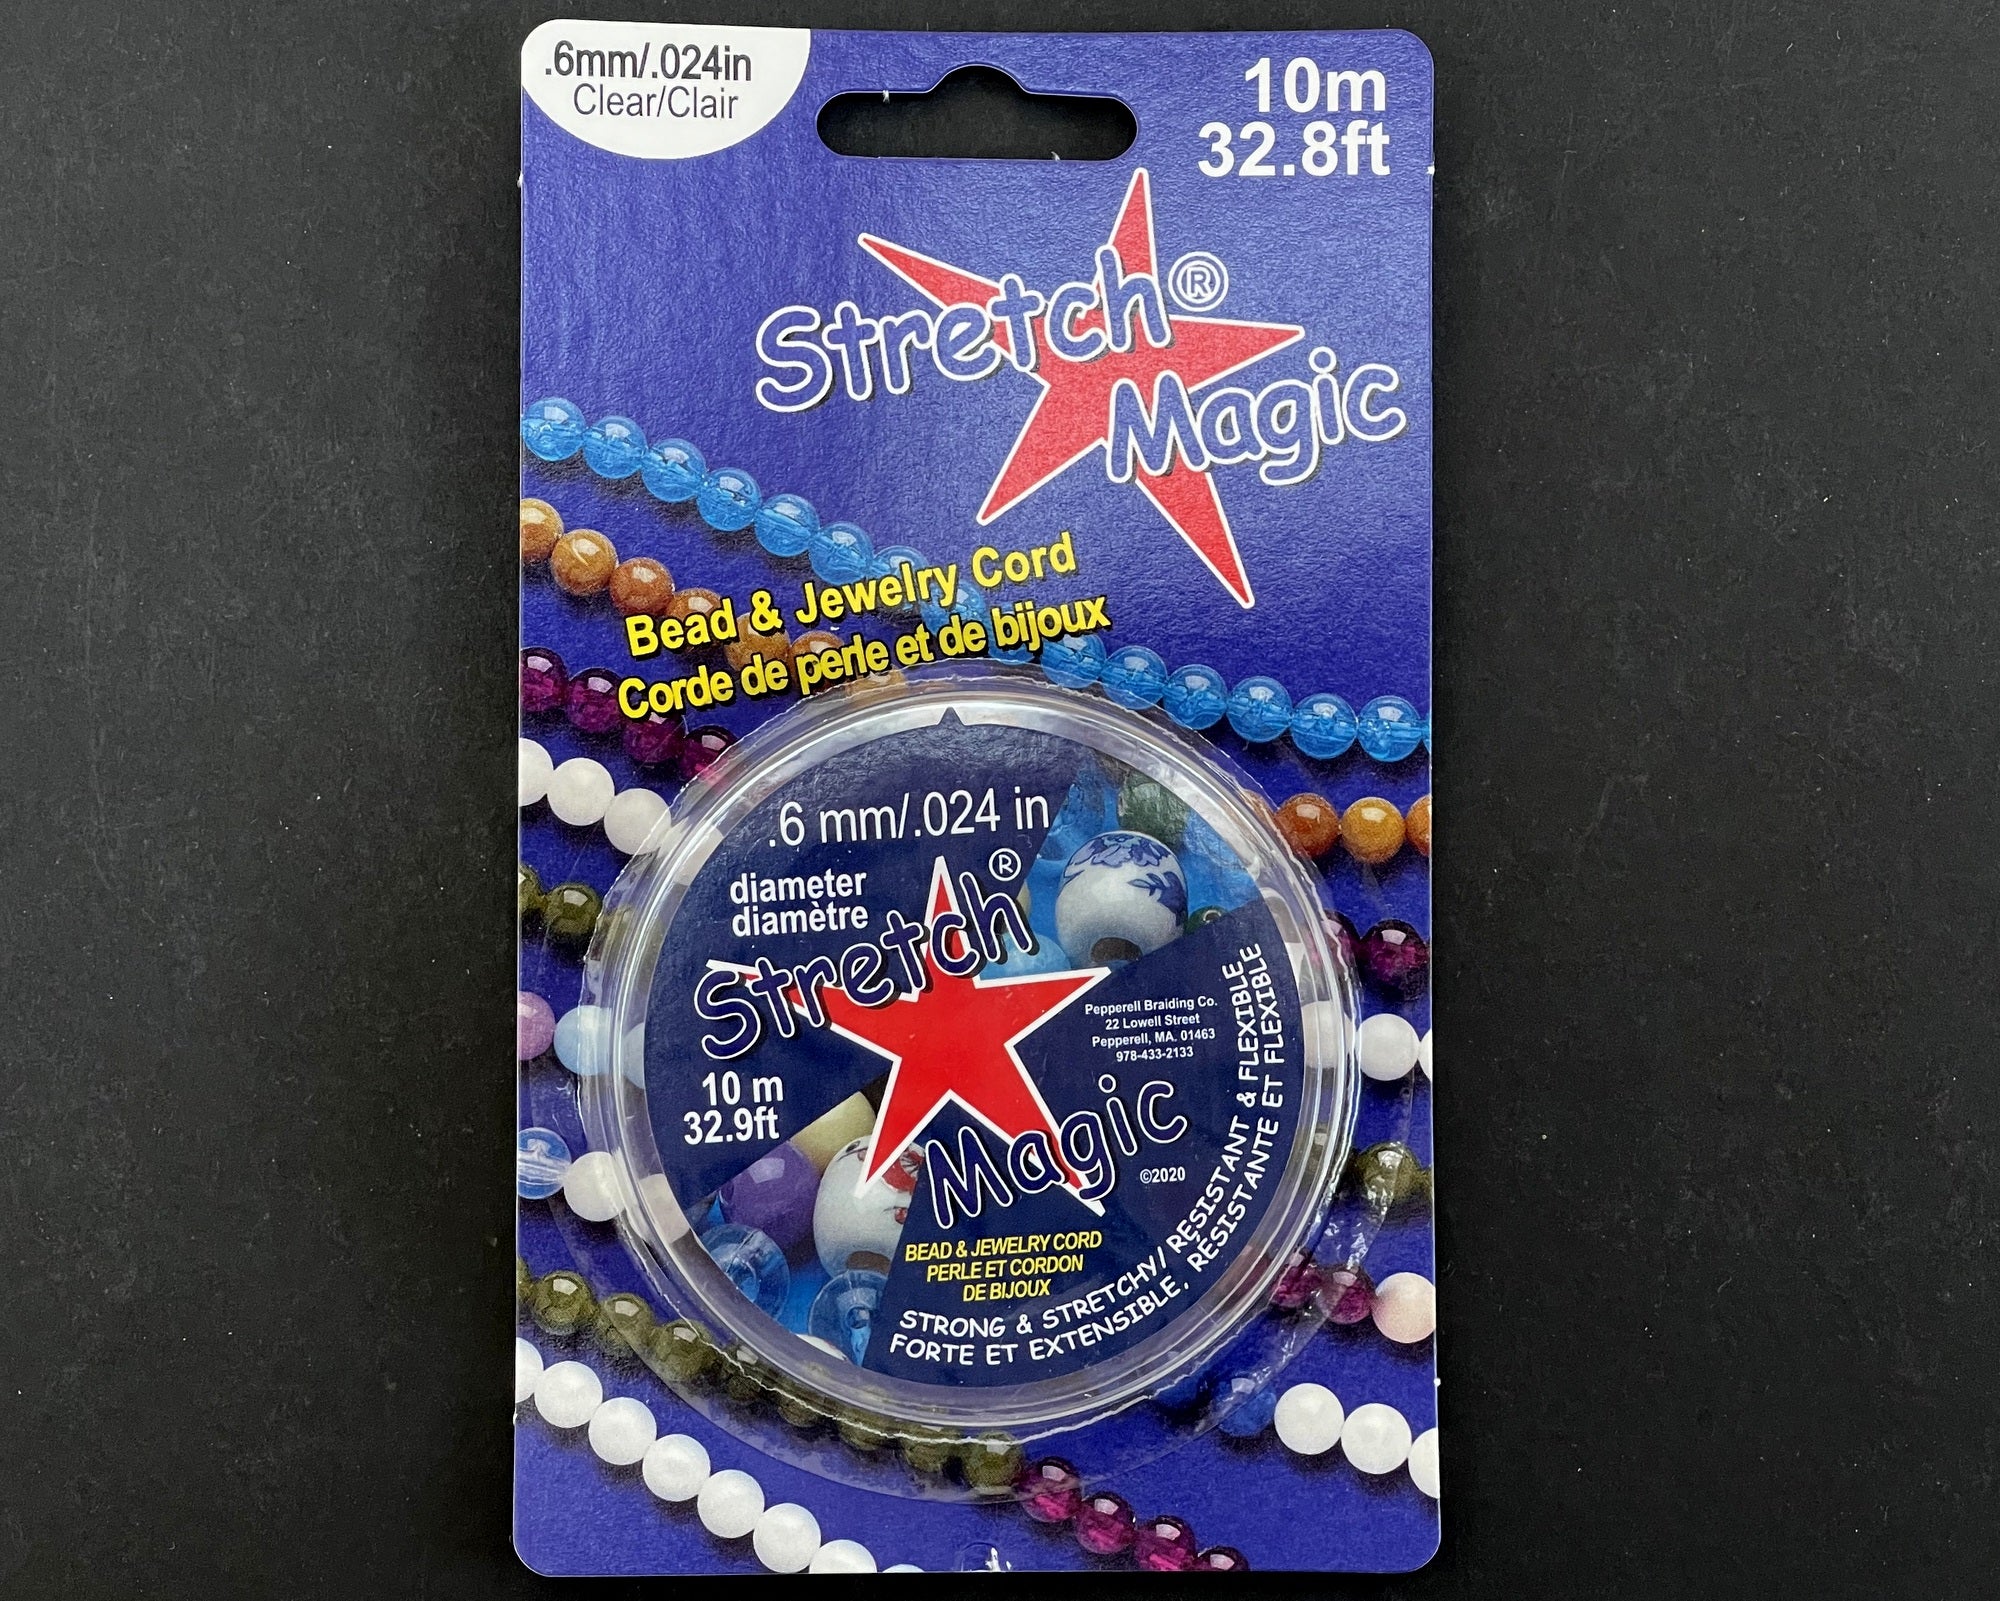 .6mm/.024in
Clear/Clair
10m
32.8ft
Stretch®
Magic
Bead & Jewelry Cord
Corde de perle et de bijoux
.6 mm/.024 in
diameter
diamètre
Stretch®
Magic
10 m
32.9ft
Pepperell Braiding Co.
22 Lowell Street
Pepperell, MA. 01463
978-433-2133
©2020
BEAD & JEWELRY CORD
PERLE ET CORDON
DE BIJOUX
STRONG & STRETCHY/ RESISTANT & FLEXIBLE
FORTE ET EXTENSIBLE, RÉSISTANTE ET FLEXIBLE